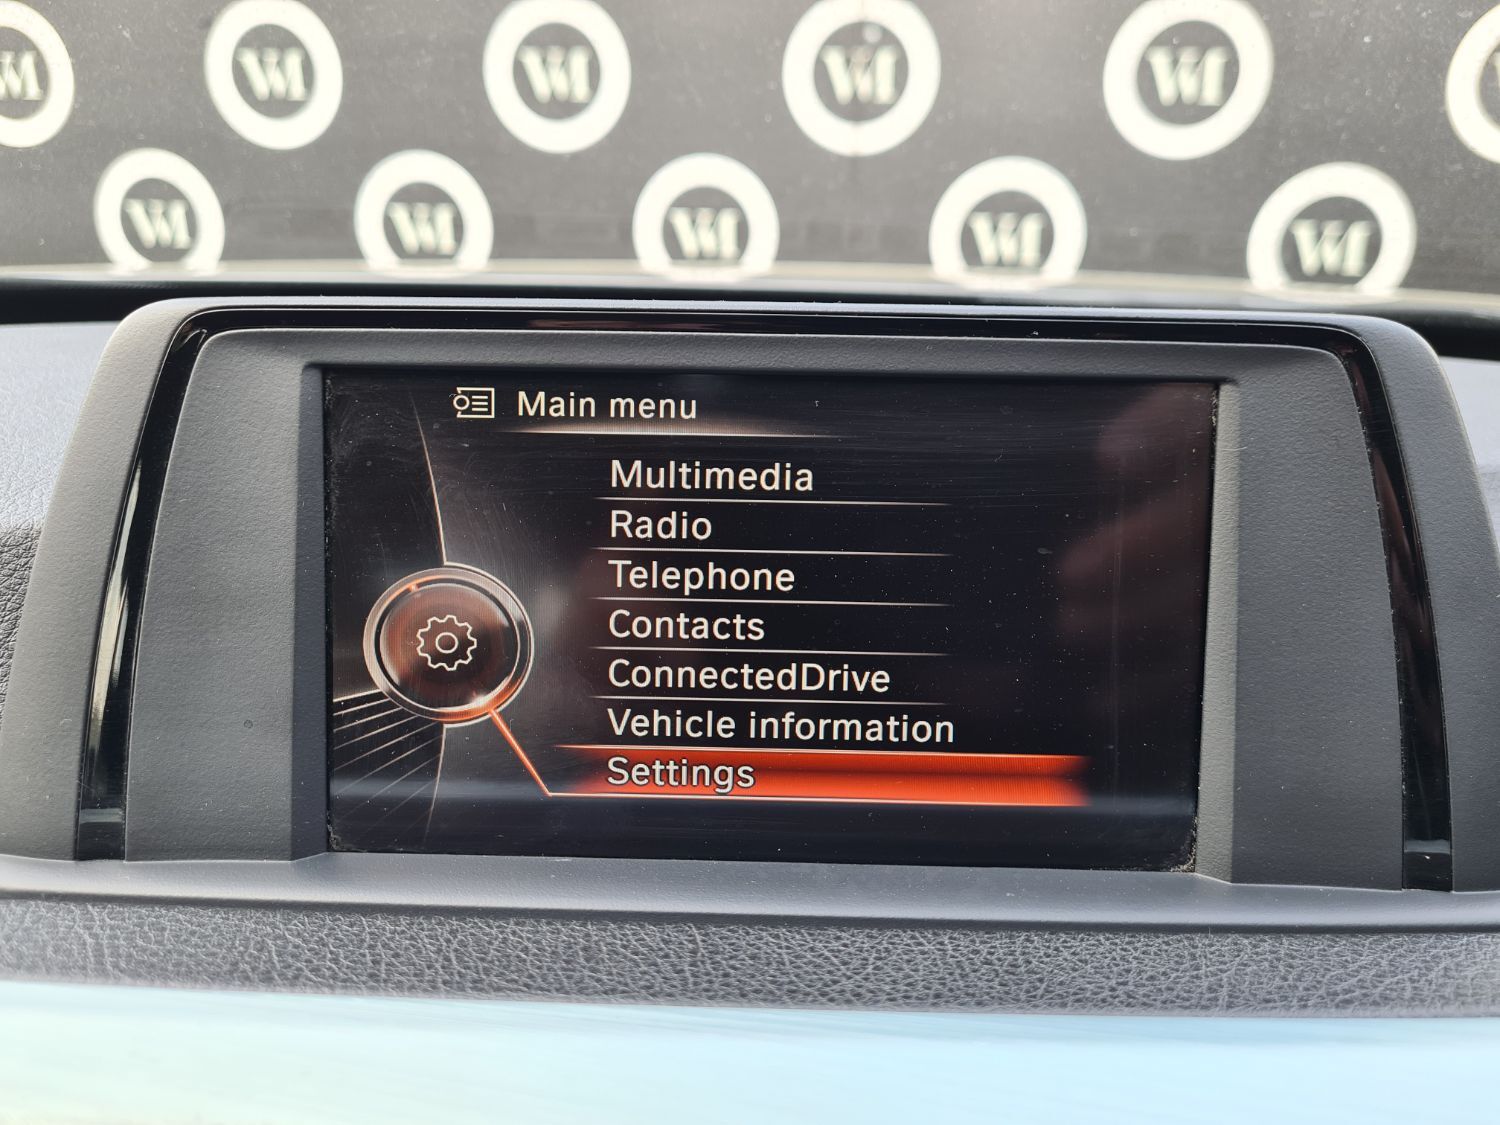 Main menu
Multimedia
Radio
Telephone
Contacts
ConnectedDrive
Vehicle information
Settings